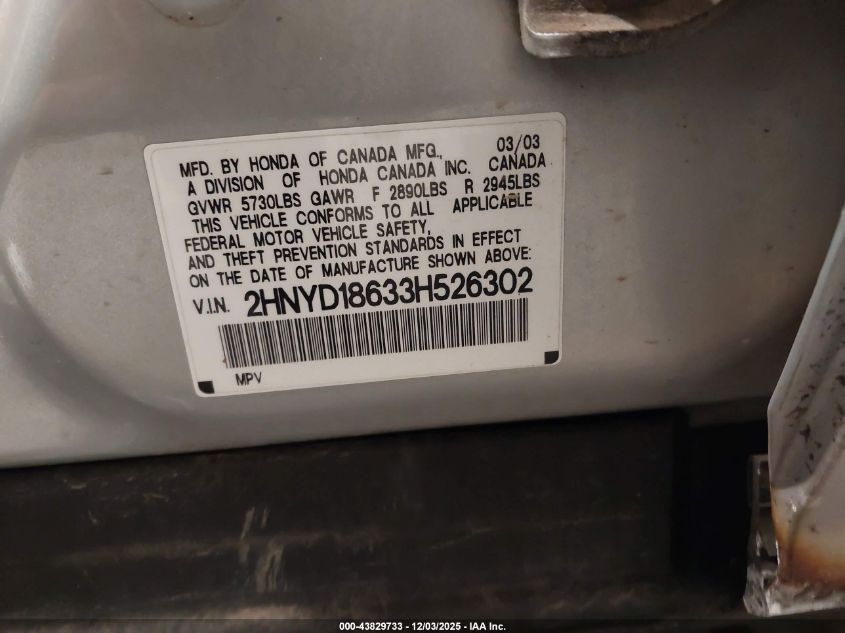 MFD. BY HONDA OF CANADA MFG., 03/03
A DIVISION OF HONDA CANADA INC. CANADA
GVWR 5730LBS GAWR F 2890LBS R 2945LBS
THIS VEHICLE CONFORMS TO ALL APPLICABLE
FEDERAL MOTOR VEHICLE SAFETY,
AND THEFT PREVENTION STANDARDS IN EFFECT
ON THE DATE OF MANUFACTURE SHOWN ABOVE:
V.I.N. 2HNYD18633H526302
MPV
000-43829733 - 12/03/2025 - IAA Inc.